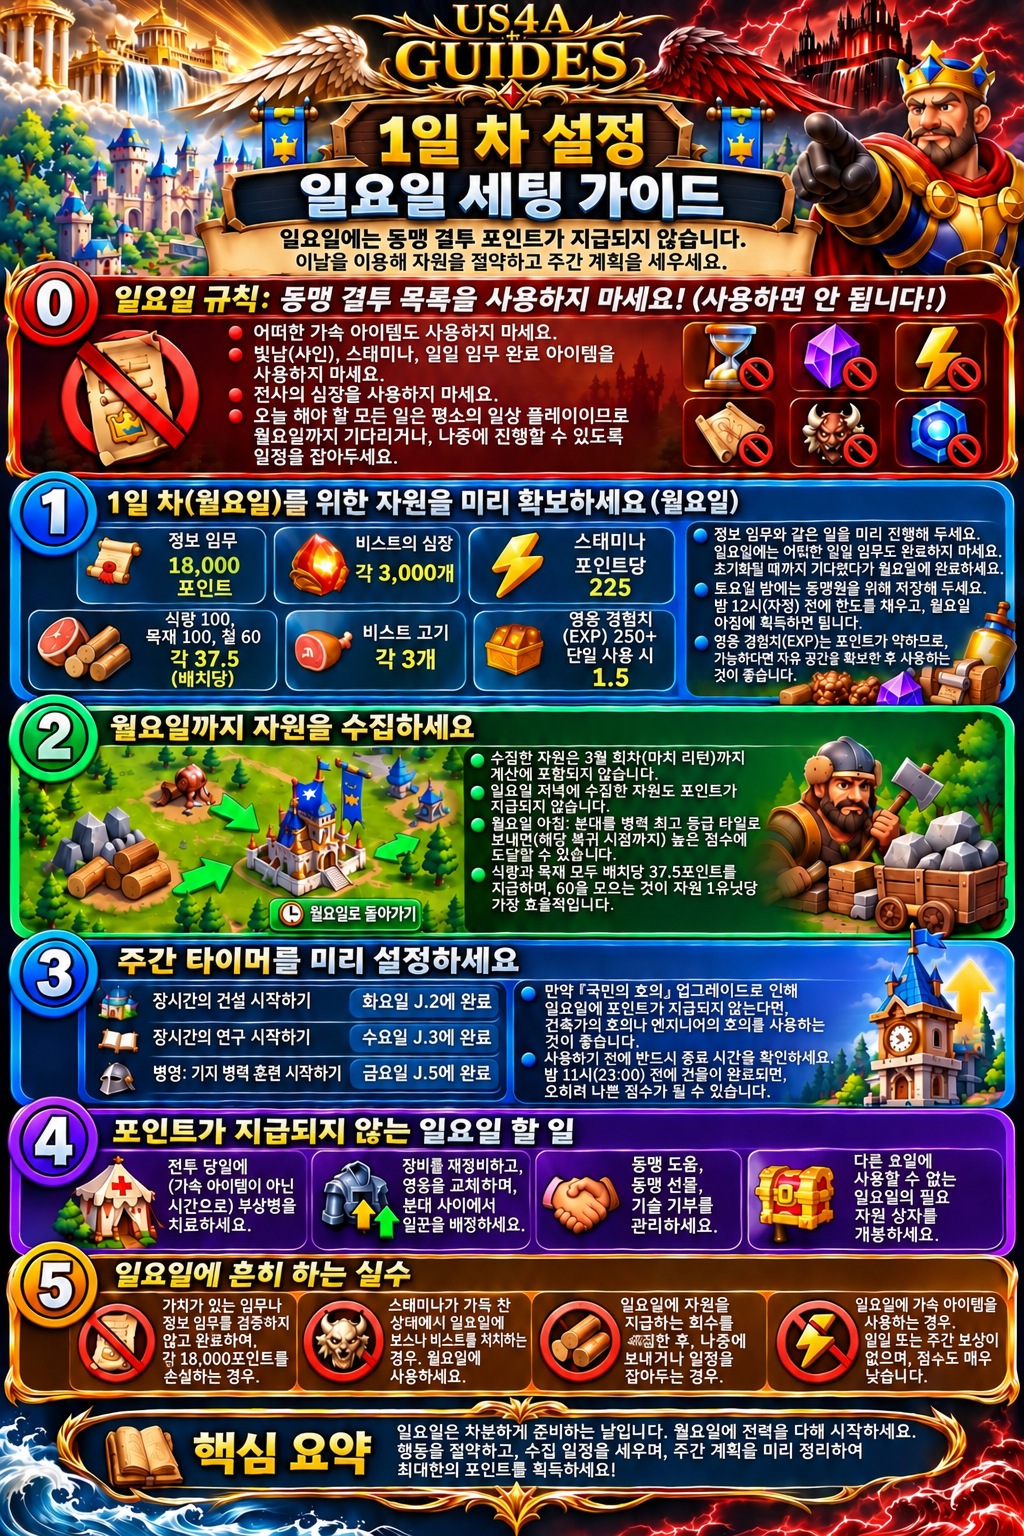 US4A
GUIDES
1일 차 설정
일요일 세팅 가이드
일요일에는 동맹 결투 포인트가 지급되지 않습니다.
이날을 이용해 자원을 절약하고 주간 계획을 세우세요.
0
일요일 규칙: 동맹 결투 목록을 사용하지 마세요! (사용하면 안 됩니다!)
어떠한 가속 아이템도 사용하지 마세요.
빛남(샤인), 스태미나, 일일 임무 완료 아이템을
사용하지 마세요.
전사의 심장을 사용하지 마세요.
오늘 해야 할 모든 일은 평소의 일상 플레이이므로
월요일까지 기다리거나, 나중에 진행할 수 있도록
일정을 잡아두세요.
1
1일 차(월요일)를 위한 자원을 미리 확보하세요 (월요일)
정보 임무
18,000
포인트
비스트의 심장
각 3,000개
스태미나
포인트당
225
식량 100,
목재 100, 철 60
각 37.5
(배치당)
비스트 고기
각 3개
영웅 경험치
(EXP) 250+
단일 사용 시
1.5
정보 임무와 같은 일을 미리 진행해 두세요.
일요일에는 어떠한 일일 임무도 완료하지 마세요.
초기화될 때까지 기다렸다가 월요일에 완료하세요.
토요일 밤에는 동맹원을 위해 저장해 두세요.
밤 12시(자정) 전에 한도를 채우고, 월요일
아침에 획득하면 됩니다.
영웅 경험치(EXP)는 포인트가 약하므로,
가능하다면 자유 공간을 확보한 후 사용하는
것이 좋습니다.
2
월요일까지 자원을 수집하세요
월요일로 돌아가기
수집한 자원은 3월 회차(마치 리턴)까지
계산에 포함되지 않습니다.
일요일 저녁에 수집한 자원도 포인트가
지급되지 않습니다.
월요일 아침: 분대를 병력 최고 등급 타일로
보내면(해당 복귀 시점까지) 높은 점수에
도달할 수 있습니다.
식량과 목재 모두 배치당 37.5포인트를
지급하며, 60을 모으는 것이 자원 1유닛당
가장 효율적입니다.
3
주간 타이머를 미리 설정하세요
장시간의 건설 시작하기
화요일 J.2에 완료
장시간의 연구 시작하기
수요일 J.3에 완료
병영: 기지 병력 훈련 시작하기
금요일 J.5에 완료
만약 『국민의 호의』 업그레이드로 인해
일요일에 포인트가 지급되지 않는다면,
건축가의 호의나 엔지니어의 호의를 사용하는
것이 좋습니다.
사용하기 전에 반드시 종료 시간을 확인하세요.
밤 11시(23:00) 전에 건물이 완료되면,
오히려 나쁜 점수가 될 수 있습니다.
4
포인트가 지급되지 않는 일요일 할 일
전투 당일에
(가속 아이템이 아닌
시간으로) 부상병을
치료하세요.
장비를 재정비하고,
영웅을 교체하며,
분대 사이에서
일꾼을 배정하세요.
동맹 도움,
동맹 선물,
기술 기부를
관리하세요.
다른 요일에
사용할 수 없는
일요일의 필요
자원 상자를
개봉하세요.
5
일요일에 흔히 하는 실수
가치가 있는 임무나
정보 임무를 검증하지
않고 완료하여,
각 18,000포인트를
손실하는 경우.
스태미나가 가득 찬
상태에서 일요일에
보스나 비스트를 처치하는
경우. 월요일에
사용하세요.
일요일에 자원을
지급하는 회수를
한 후, 나중에
보내거나 일정을
잡아두는 경우.
일요일에 가속 아이템을
사용하는 경우.
일일 또는 주간 보상이
없으며, 점수도 매우
낮습니다.
핵심 요약
일요일은 차분하게 준비하는 날입니다. 월요일에 전력을 다해 시작하세요.
행동을 절약하고, 수집 일정을 세우며, 주간 계획을 미리 정리하여
최대한의 포인트를 획득하세요!